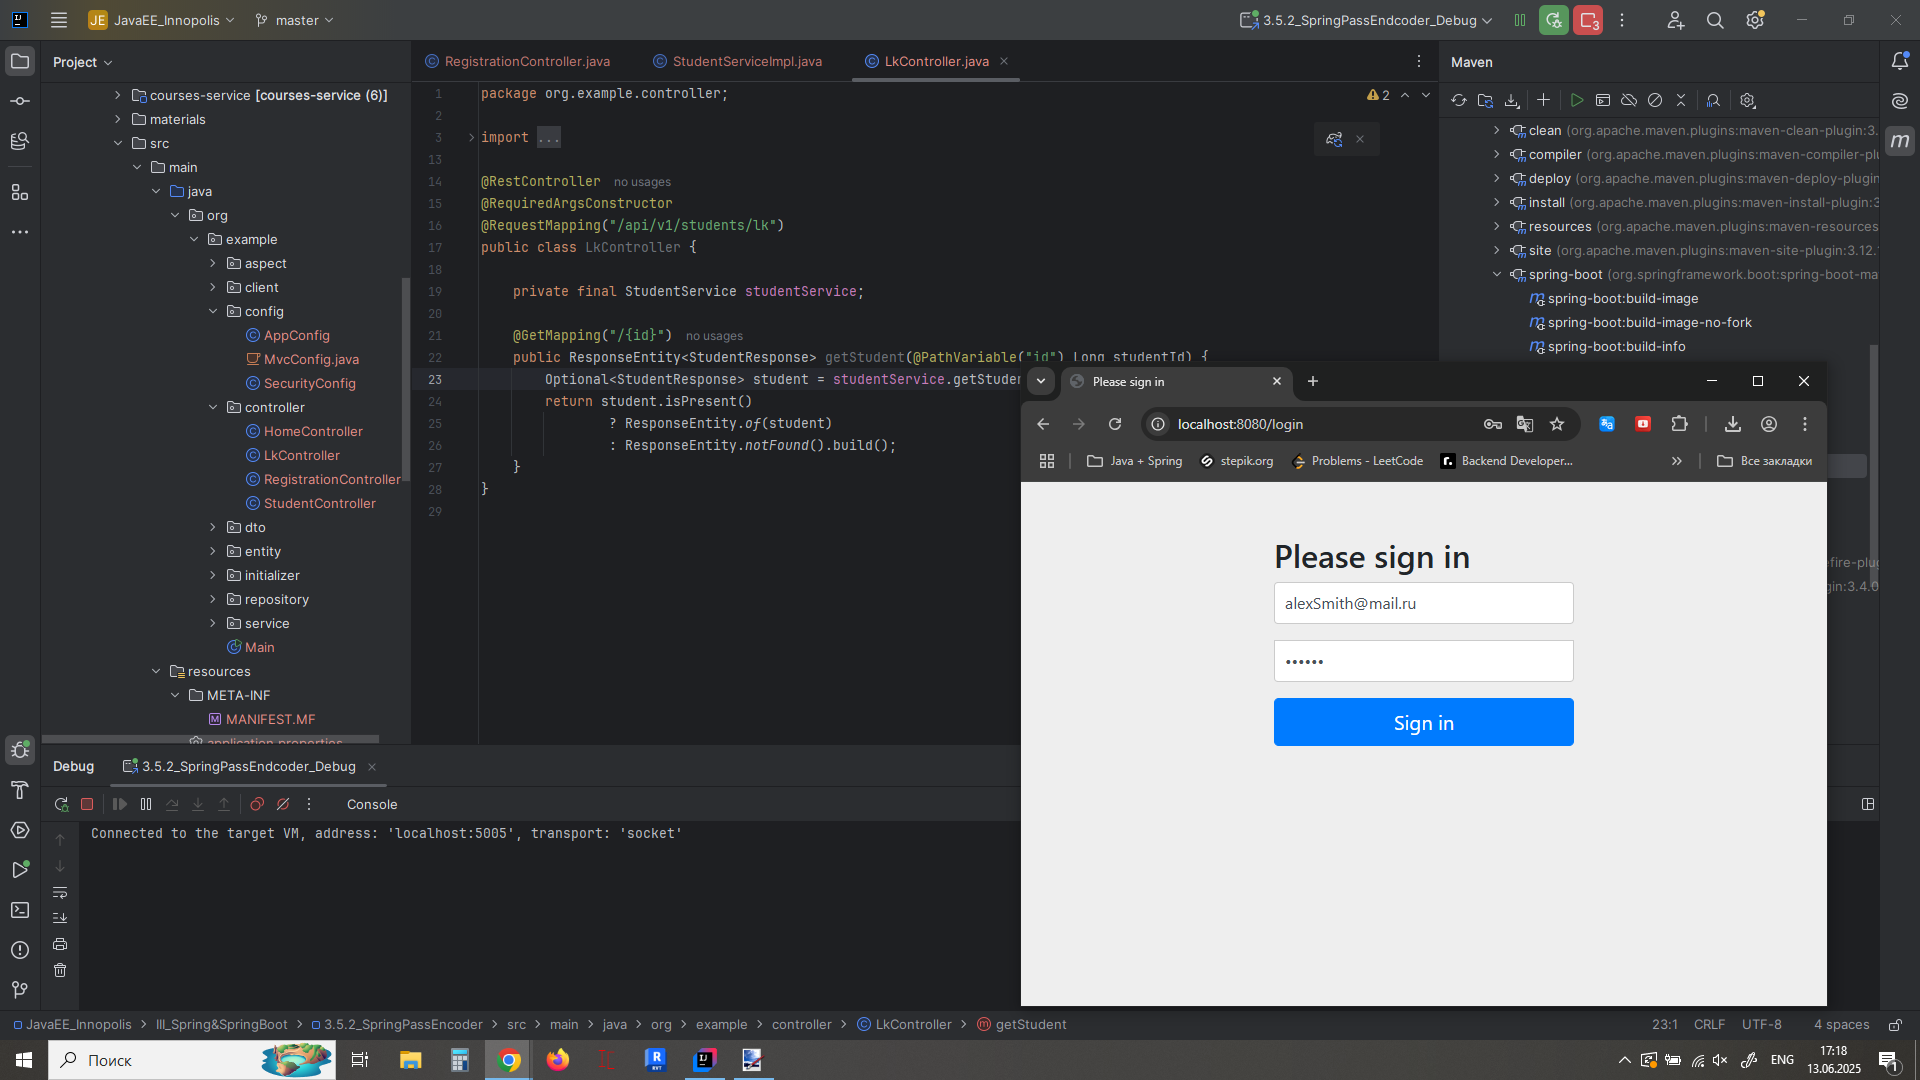 JE JavaEE_Innopolis master 3.5.2_SpringPassEndcoder_Debug 3
Project
courses-service [courses-service (6)]
materials
src
main
java
org
example
aspect
client
config
AppConfig
MvcConfig.java
SecurityConfig
controller
HomeController
LkController
RegistrationController
StudentController
dto
entity
initializer
repository
service
Main
resources
META-INF
MANIFEST.MF
application.properties
RegistrationController.java StudentServiceImpl.java LkController.java
2
1 package org.example.controller;
2
3 import ...
13
14 @RestController no usages
15 @RequiredArgsConstructor
16 @RequestMapping("/api/v1/students/lk")
17 public class LkController {
18
19 private final StudentService studentService;
20
21 @GetMapping("/{id}") no usages
22 public ResponseEntity<StudentResponse> getStudent(@PathVariable("id") Long studentId) {
23 Optional<StudentResponse> student = studentService.getStude
24 return student.isPresent()
25 ? ResponseEntity.of(student)
26 : ResponseEntity.notFound().build();
27 }
28 }
29
Maven
clean (org.apache.maven.plugins:maven-clean-plugin:3.
compiler (org.apache.maven.plugins:maven-compiler-plu
deploy (org.apache.maven.plugins:maven-deploy-plugin
install (org.apache.maven.plugins:maven-install-plugin:3
resources (org.apache.maven.plugins:maven-resources
site (org.apache.maven.plugins:maven-site-plugin:3.12.
spring-boot (org.springframework.boot:spring-boot-ma
spring-boot:build-image
spring-boot:build-image-no-fork
spring-boot:build-info
efire-plug
gin:3.4.0
Please sign in
localhost:8080/login
Java + Spring stepik.org Problems - LeetCode Backend Developer... Все закладки
Please sign in
alexSmith@mail.ru
••••••
Sign in
Debug 3.5.2_SpringPassEndcoder_Debug
Console
Connected to the target VM, address: 'localhost:5005', transport: 'socket'
JavaEE_Innopolis III_Spring&SpringBoot 3.5.2_SpringPassEncoder src main java org example controller LkController getStudent 23:1 CRLF UTF-8 4 spaces
Поиск
ENG
17:18
13.06.2025
1